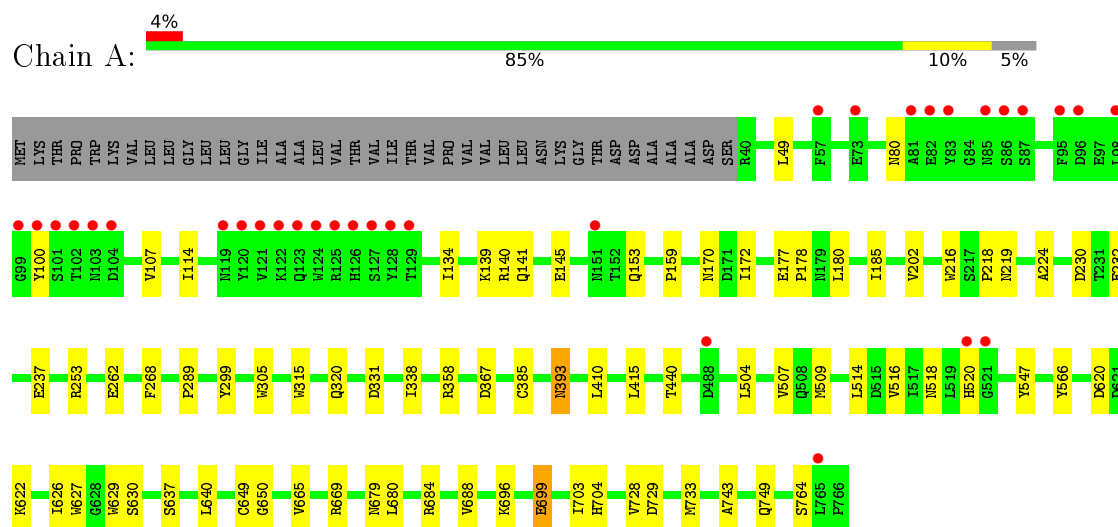 4%
Chain A:
85% 10% 5%
MET LYS THR PRO TRP LYS VAL LEU LEU GLY LEU LEU GLY ILE ALA ALA LEU VAL THR VAL ILE THR VAL PRO VAL VAL LEU LEU ASN LYS GLY THR ASP ASP ALA ALA ALA ASP SER R40 L49 F57 E73 N80 A81 E82 Y83 G84 N85 S86 S87 F95 D96 E97 L98
G99 Y100 S101 T102 N103 D104 V107 I114 N119 Y120 V121 K122 Q123 W124 R125 H126 S127 Y128 T129 I134 K139 R140 Q141 E145 N151 T152 Q153 P159 N170 D171 I172 E177 P178 N179 L180 I185 V202 W216 S217 P218 N219 A224 D230 T231 E232
E237 R253 E262 F268 P289 Y299 W305 W315 Q320 D331 I338 R358 D367 C385 N393 L410 L415 T440 D488 L504 V507 Q508 M509 L514 D515 V516 I517 N518 L519 H520 G521 Y547 Y566 D620 D621
K622 I626 W627 G628 W629 S630 S637 L640 C649 G650 V665 R669 N679 L680 R684 V688 K696 E699 I703 H704 V728 D729 M733 A743 Q749 S764 L765 P766